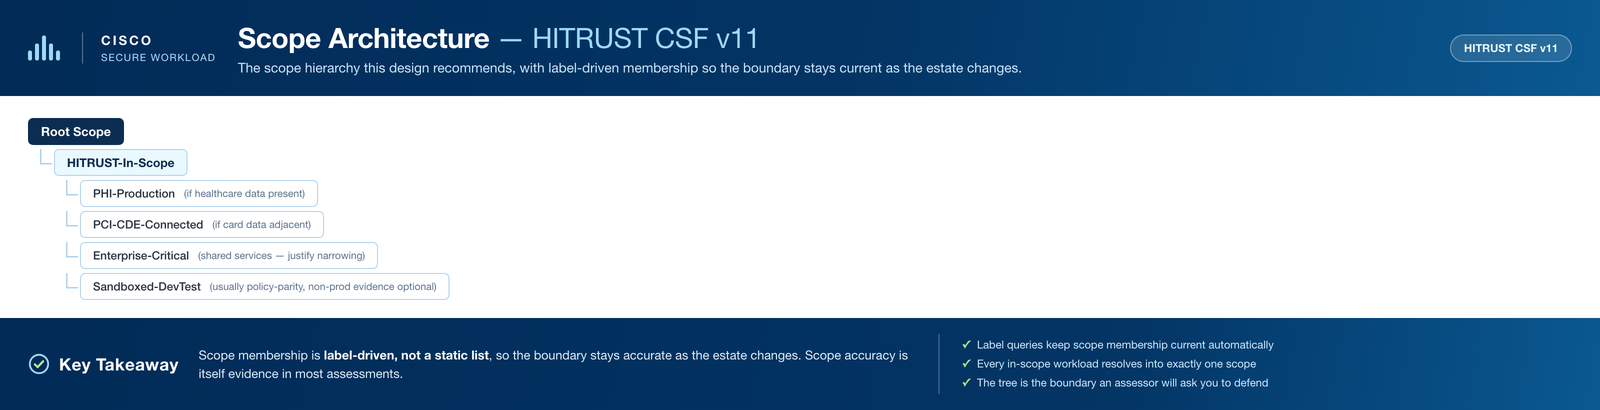 CISCO
SECURE WORKLOAD
Scope Architecture — HITRUST CSF v11
The scope hierarchy this design recommends, with label-driven membership so the boundary stays current as the estate changes.
HITRUST CSF v11
Root Scope
HITRUST-In-Scope
PHI-Production (if healthcare data present)
PCI-CDE-Connected (if card data adjacent)
Enterprise-Critical (shared services — justify narrowing)
Sandboxed-DevTest (usually policy-parity, non-prod evidence optional)
Key Takeaway
Scope membership is label-driven, not a static list, so the boundary stays accurate as the estate changes. Scope accuracy is
itself evidence in most assessments.
✓ Label queries keep scope membership current automatically
✓ Every in-scope workload resolves into exactly one scope
✓ The tree is the boundary an assessor will ask you to defend